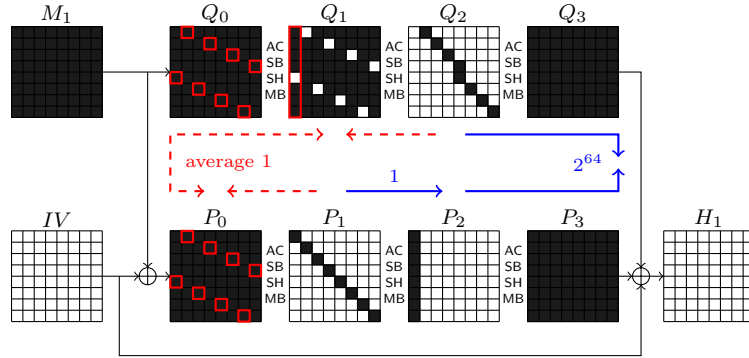 M₁ Q₀ Q₁ Q₂ Q₃
AC AC AC
SB SB SB
SH SH SH
MB MB MB
average 1
1
2⁶⁴
IV P₀ P₁ P₂ P₃ H₁
AC AC AC
SB SB SB
SH SH SH
MB MB MB